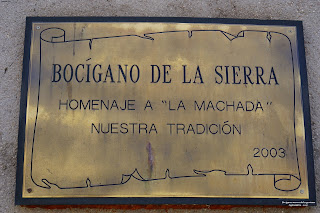 BOCÍGANO DE LA SIERRA
HOMENAJE A "LA MACHADA"
NUESTRA TRADICIÓN
2003